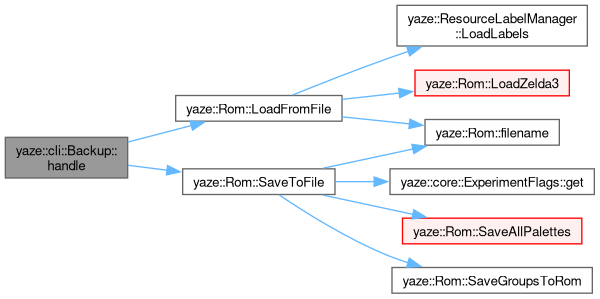 yaze::cli::Backup::
handle
yaze::Rom::LoadFromFile
yaze::Rom::SaveToFile
yaze::ResourceLabelManager
::LoadLabels
yaze::Rom::LoadZelda3
yaze::Rom::filename
yaze::core::ExperimentFlags::get
yaze::Rom::SaveAllPalettes
yaze::Rom::SaveGroupsToRom